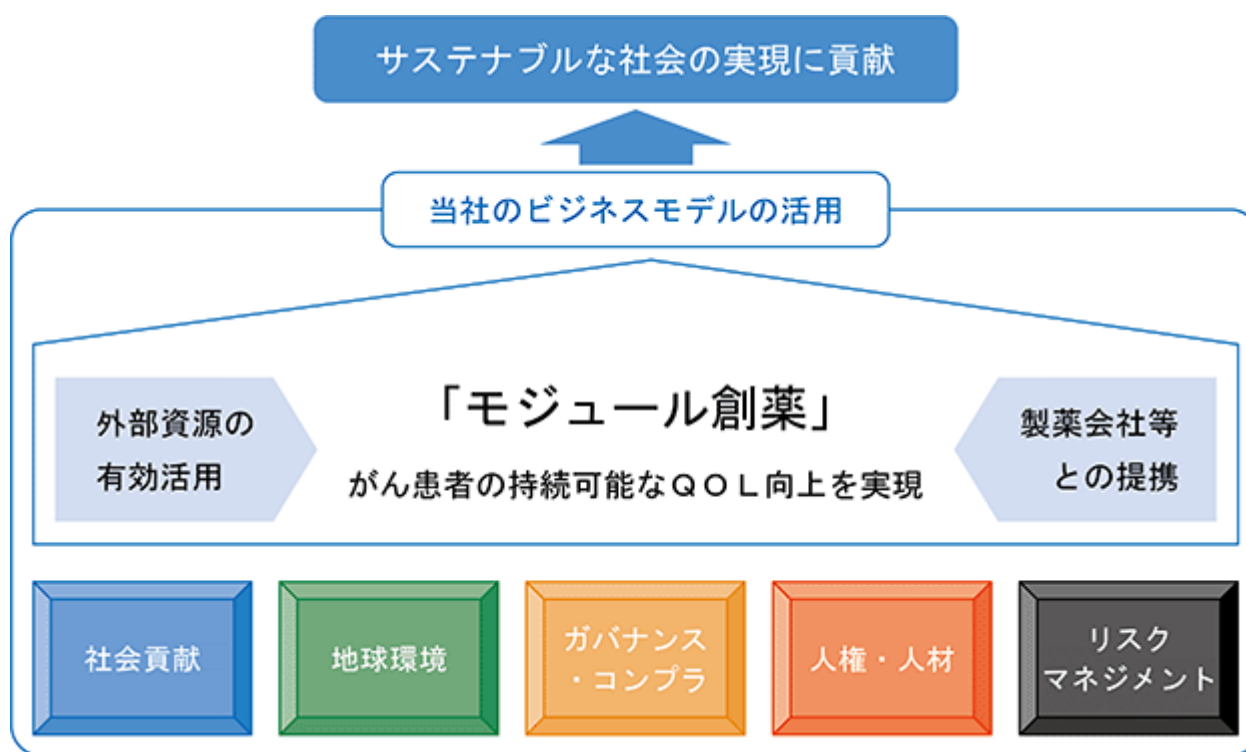 サステナブルな社会の実現に貢献
当社のビジネスモデルの活用
外部資源の
有効活用
「モジュール創薬」
がん患者の持続可能なＱＯＬ向上を実現
製薬会社等
との提携
社会貢献
地球環境
ガバナンス
・コンプラ
人権・人材
リスク
マネジメント